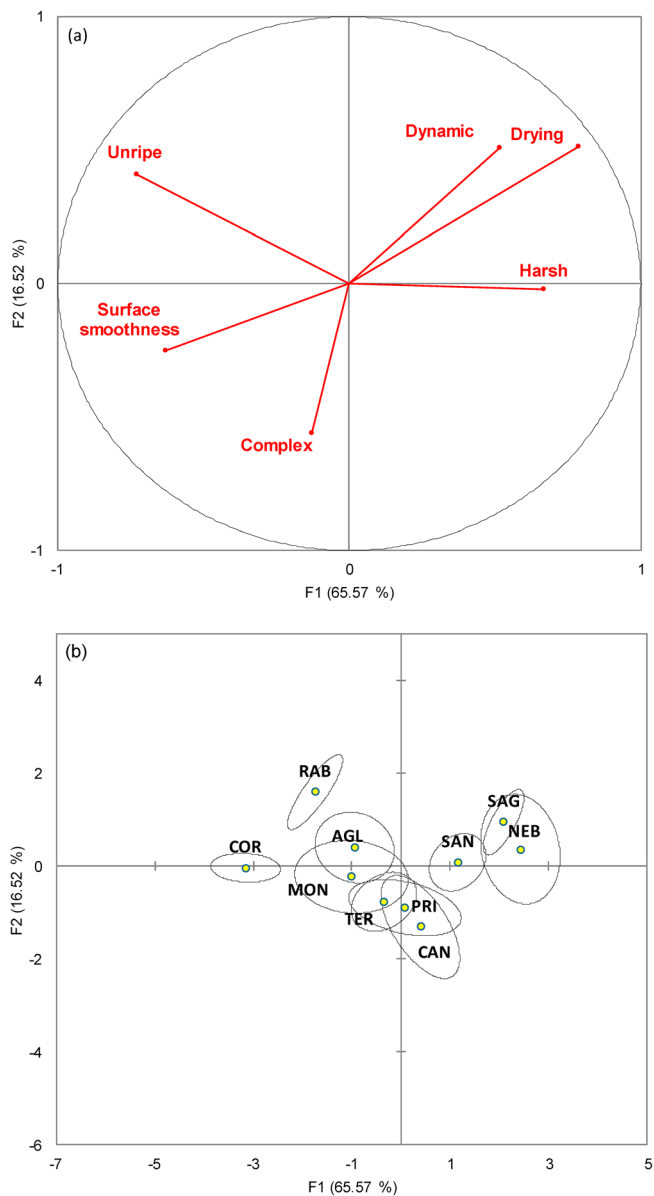 (a)
1
Dynamic
Drying
Unripe
F2 (16.52 %)
0
Harsh
Surface
smoothness
Complex
-1
-1
0
1
F1 (65.57 %)
(b)
4
2
RAB
SAG
NEB
AGL
SAN
COR
0
MON
PRI
TER
CAN
F2 (16.52 %)
-2
-4
-6
-7
-5
-3
-1
1
3
5
F1 (65.57 %)